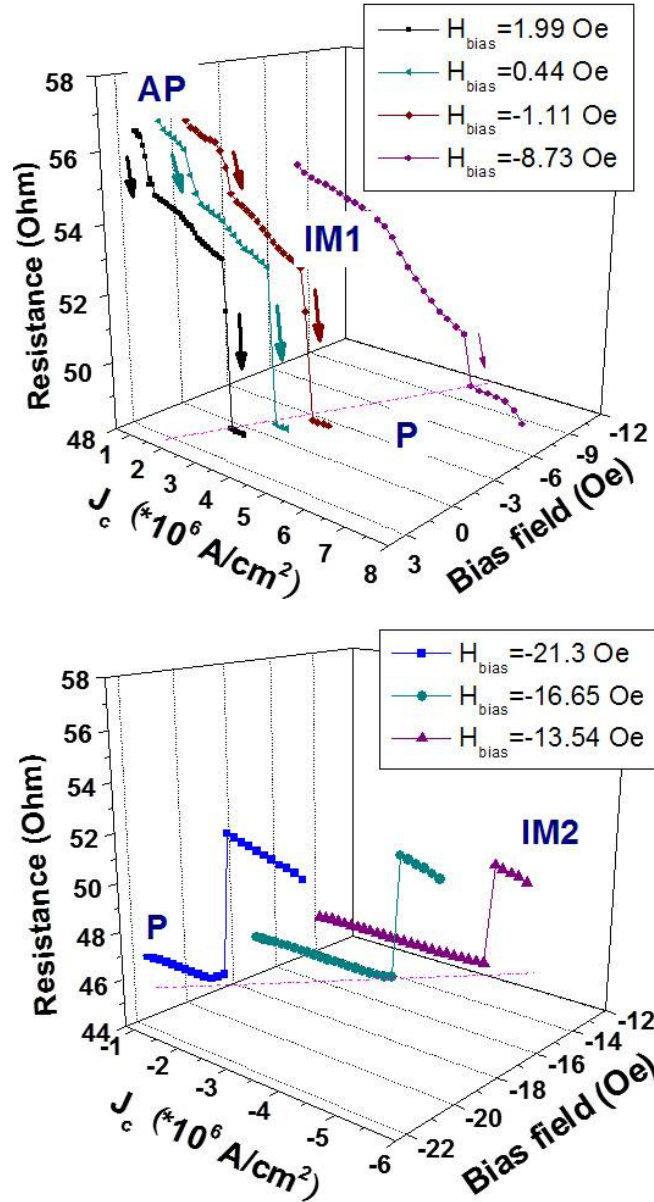 H_bias=1.99 Oe
H_bias=0.44 Oe
H_bias=-1.11 Oe
H_bias=-8.73 Oe
58
56
54
52
50
48
Resistance (Ohm)
AP
IM1
P
1
2
3
4
5
6
7
8
J_c (*10^6 A/cm^2)
3
0
-3
-6
-9
-12
Bias field (Oe)
H_bias=-21.3 Oe
H_bias=-16.65 Oe
H_bias=-13.54 Oe
58
56
54
52
50
48
46
44
Resistance (Ohm)
IM2
P
-1
-2
-3
-4
-5
-6
J_c (*10^6 A/cm^2)
-22
-20
-18
-16
-14
-12
Bias field (Oe)